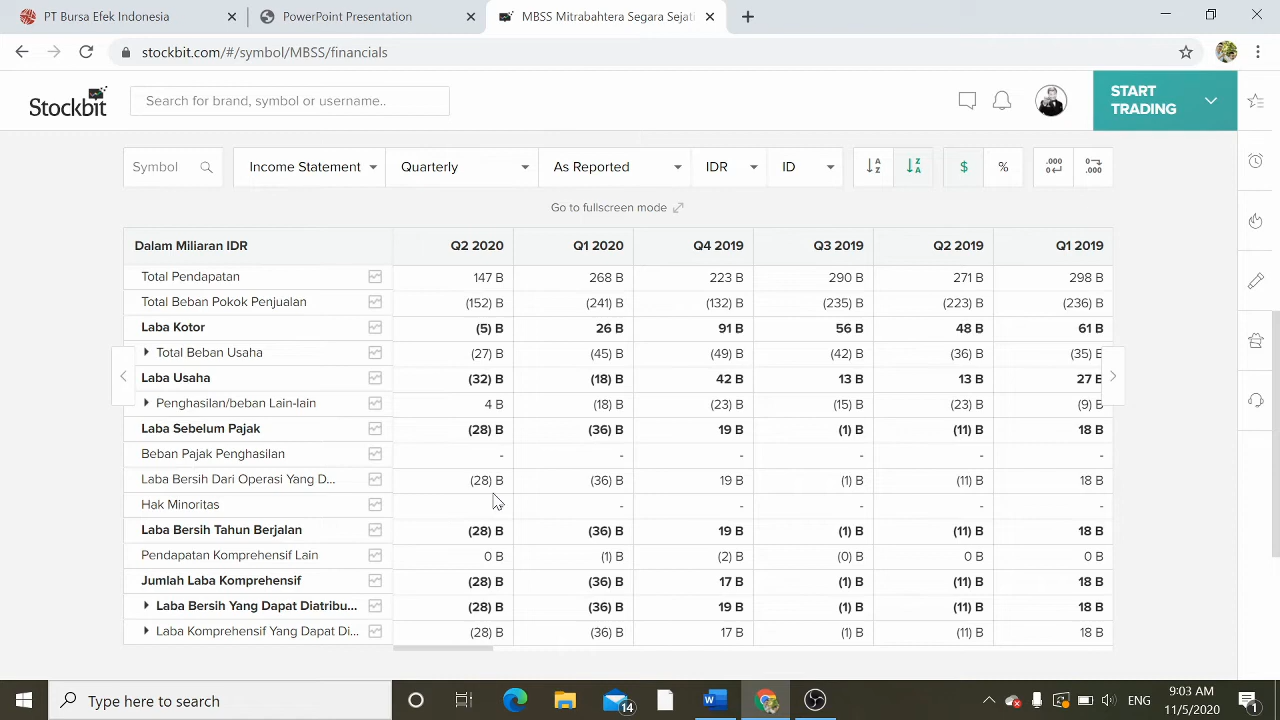 PT Bursa Efek Indonesia × PowerPoint Presentation × MBSS Mitrabahtera Segara Sejati × +
stockbit.com/#/symbol/MBSS/financials
Stockbit Search for brand, symbol or username.. START TRADING
Symbol Income Statement Quarterly As Reported IDR ID A Z Z A $ % .000 0 0 .000
Go to fullscreen mode
Dalam Miliaran IDR Q2 2020 Q1 2020 Q4 2019 Q3 2019 Q2 2019 Q1 2019
Total Pendapatan 147 B 268 B 223 B 290 B 271 B 298 B
Total Beban Pokok Penjualan (152) B (241) B (132) B (235) B (223) B (236) B
Laba Kotor (5) B 26 B 91 B 56 B 48 B 61 B
Total Beban Usaha (27) B (45) B (49) B (42) B (36) B (35) B
Laba Usaha (32) B (18) B 42 B 13 B 13 B 27 B
Penghasilan/beban Lain-lain 4 B (18) B (23) B (15) B (23) B (9) B
Laba Sebelum Pajak (28) B (36) B 19 B (1) B (11) B 18 B
Beban Pajak Penghasilan - - - - - -
Laba Bersih Dari Operasi Yang D... (28) B (36) B 19 B (1) B (11) B 18 B
Hak Minoritas - - - - - -
Laba Bersih Tahun Berjalan (28) B (36) B 19 B (1) B (11) B 18 B
Pendapatan Komprehensif Lain 0 B (1) B (2) B (0) B 0 B 0 B
Jumlah Laba Komprehensif (28) B (36) B 17 B (1) B (11) B 18 B
Laba Bersih Yang Dapat Diatribu... (28) B (36) B 19 B (1) B (11) B 18 B
Laba Komprehensif Yang Dapat Di... (28) B (36) B 17 B (1) B (11) B 18 B
Type here to search 14 ENG 9:03 AM 1
11/5/2020